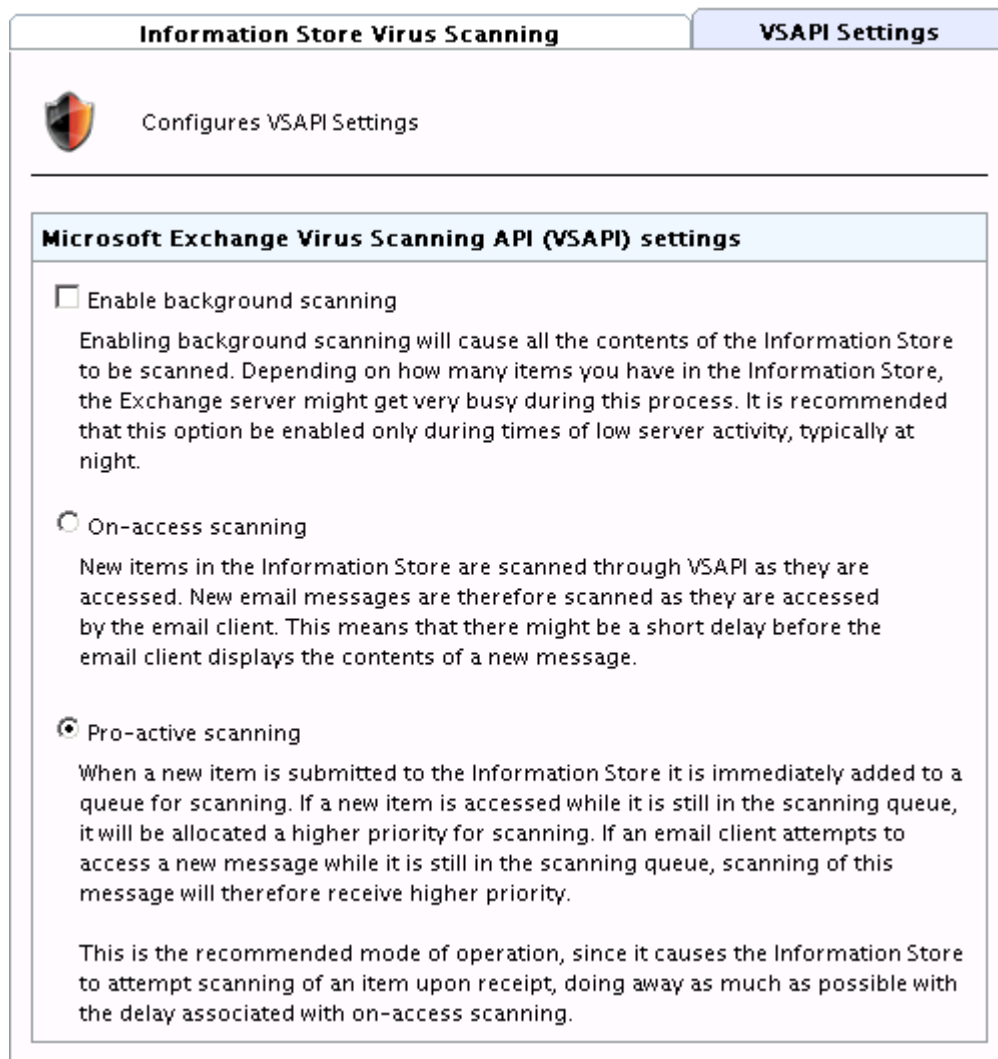 Information Store Virus Scanning
VSAPI Settings
Configures VSAPI Settings
Microsoft Exchange Virus Scanning API (VSAPI) settings
Enable background scanning
Enabling background scanning will cause all the contents of the Information Store
to be scanned. Depending on how many items you have in the Information Store,
the Exchange server might get very busy during this process. It is recommended
that this option be enabled only during times of low server activity, typically at
night.
On-access scanning
New items in the Information Store are scanned through VSAPI as they are
accessed. New email messages are therefore scanned as they are accessed
by the email client. This means that there might be a short delay before the
email client displays the contents of a new message.
Pro-active scanning
When a new item is submitted to the Information Store it is immediately added to a
queue for scanning. If a new item is accessed while it is still in the scanning queue,
it will be allocated a higher priority for scanning. If an email client attempts to
access a new message while it is still in the scanning queue, scanning of this
message will therefore receive higher priority.
This is the recommended mode of operation, since it causes the Information Store
to attempt scanning of an item upon receipt, doing away as much as possible with
the delay associated with on-access scanning.